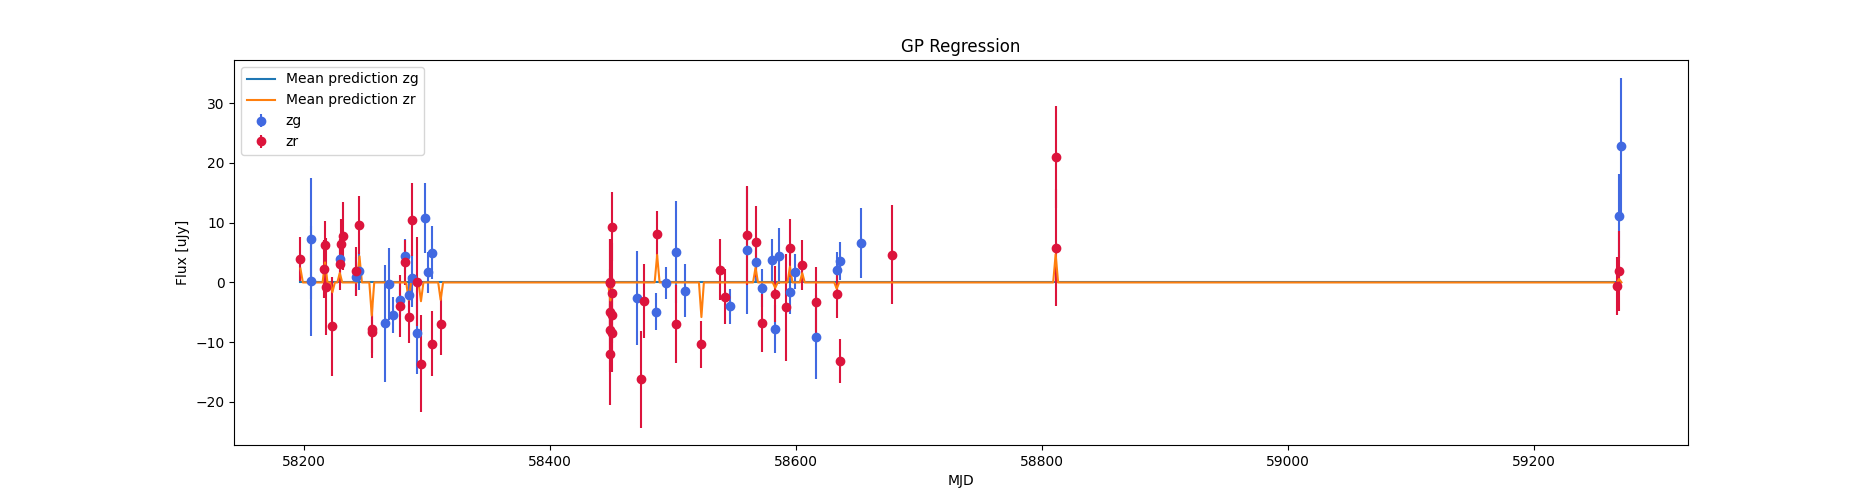 GP Regression
Mean prediction zg
Mean prediction zr
zg
zr
Flux [uJy]
30
20
10
0
−10
−20
58200
58400
58600
58800
59000
59200
MJD